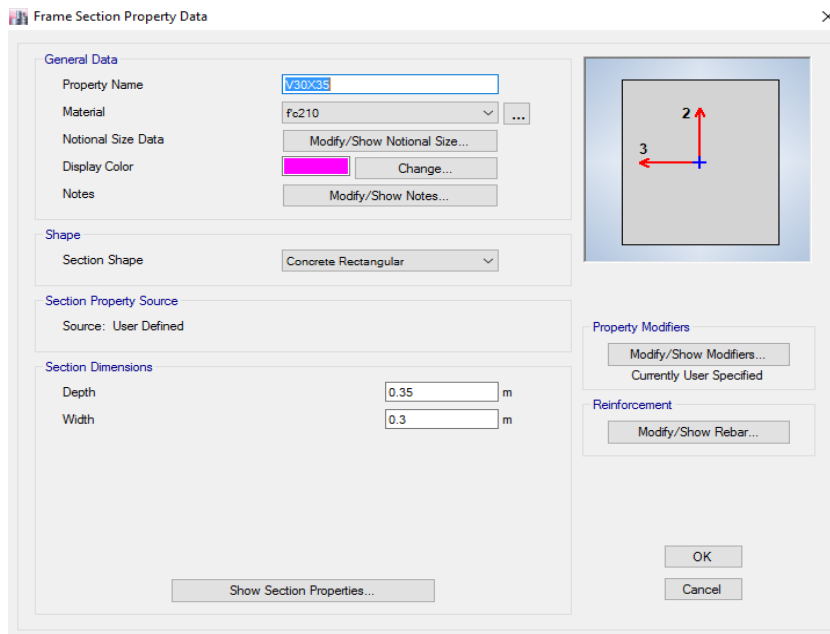 Frame Section Property Data
General Data
Property Name V30X35
Material f'c210 ...
Notional Size Data Modify/Show Notional Size...
Display Color Change...
Notes Modify/Show Notes...
2
3
Shape
Section Shape Concrete Rectangular
Section Property Source
Source: User Defined
Section Dimensions
Depth 0.35 m
Width 0.3 m
Show Section Properties...
Property Modifiers
Modify/Show Modifiers...
Currently User Specified
Reinforcement
Modify/Show Rebar...
OK
Cancel